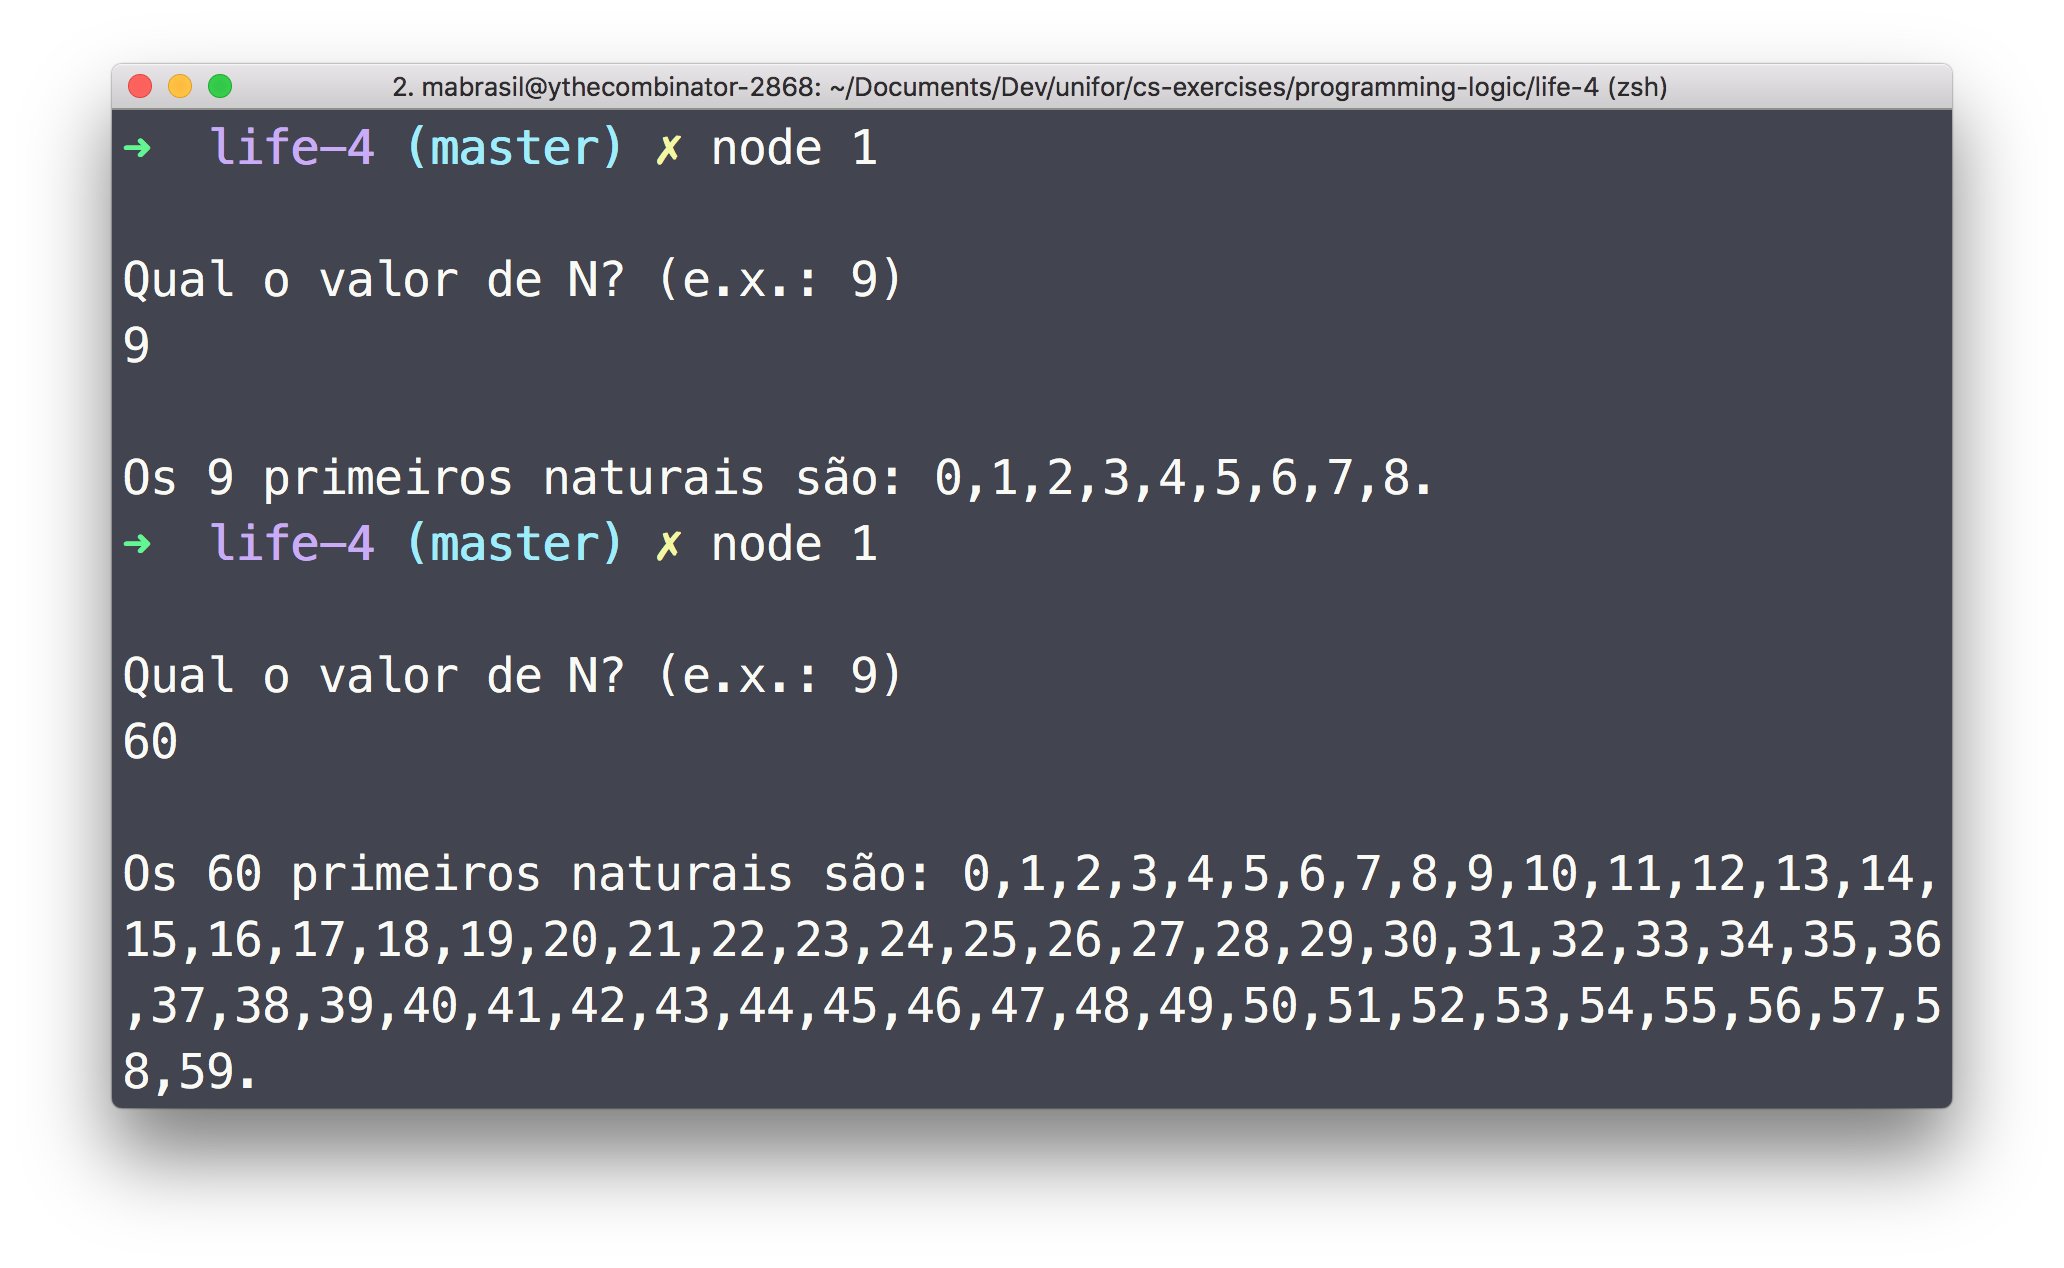 2. mabrasil@ythecombinator-2868: ~/Documents/Dev/unifor/cs-exercises/programming-logic/life-4 (zsh)
➜  life-4 (master) ✗ node 1
Qual o valor de N? (e.x.: 9)
9
Os 9 primeiros naturais são: 0,1,2,3,4,5,6,7,8.
➜  life-4 (master) ✗ node 1
Qual o valor de N? (e.x.: 9)
60
Os 60 primeiros naturais são: 0,1,2,3,4,5,6,7,8,9,10,11,12,13,14,
15,16,17,18,19,20,21,22,23,24,25,26,27,28,29,30,31,32,33,34,35,36
,37,38,39,40,41,42,43,44,45,46,47,48,49,50,51,52,53,54,55,56,57,5
8,59.